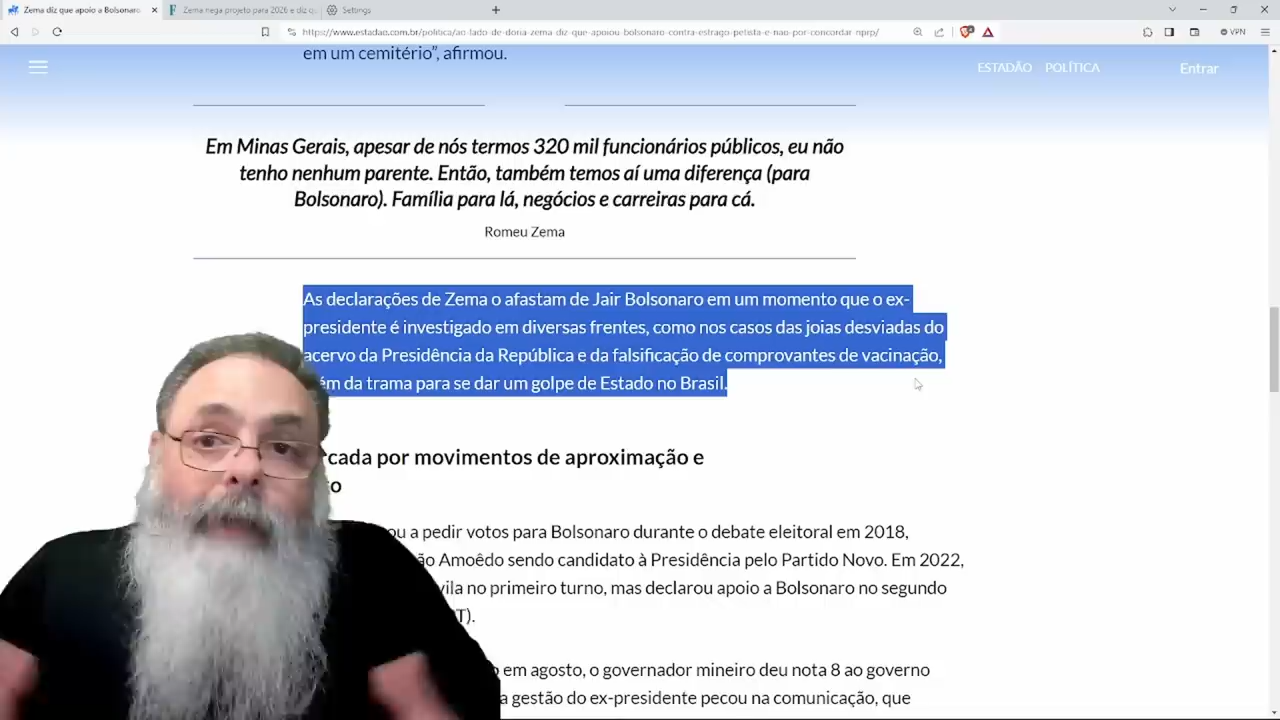 Zema diz que apoio a Bolsonaro
Zema nega projeto para 2026 e diz q
Settings
https://www.estadao.com.br/politica/ao-lado-de-doria-zema-diz-que-apoiou-bolsonaro-contra-estrago-petista-e-nao-por-concordar-nprp/
VPN
em um cemitério”, afirmou.
ESTADÃO POLÍTICA
Entrar
Em Minas Gerais, apesar de nós termos 320 mil funcionários públicos, eu não
tenho nenhum parente. Então, também temos aí uma diferença (para
Bolsonaro). Família para lá, negócios e carreiras para cá.
Romeu Zema
As declarações de Zema o afastam de Jair Bolsonaro em um momento que o ex-
presidente é investigado em diversas frentes, como nos casos das joias desviadas do
acervo da Presidência da República e da falsificação de comprovantes de vacinação,
ém da trama para se dar um golpe de Estado no Brasil.
cada por movimentos de aproximação e
o
ou a pedir votos para Bolsonaro durante o debate eleitoral em 2018,
ão Amoêdo sendo candidato à Presidência pelo Partido Novo. Em 2022,
vila no primeiro turno, mas declarou apoio a Bolsonaro no segundo
T).
em agosto, o governador mineiro deu nota 8 ao governo
a gestão do ex-presidente pecou na comunicação, que